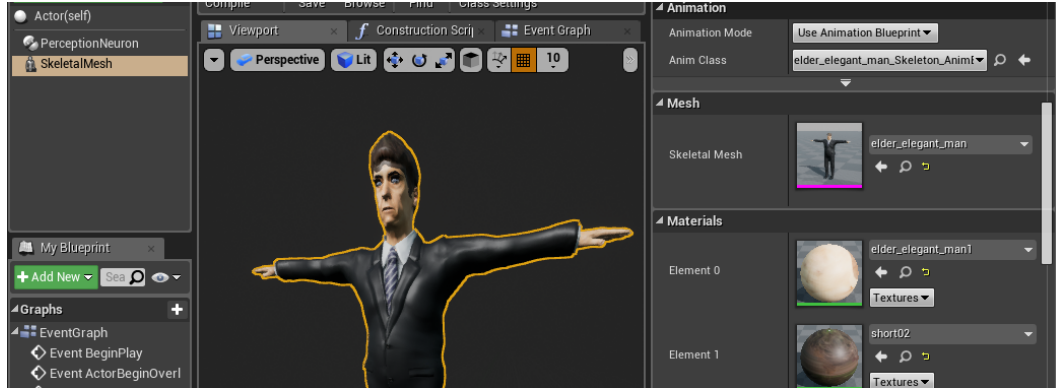 Compile Save Browse Find Class Settings
Actor(self)
PerceptionNeuron
SkeletalMesh
My Blueprint
Add New
Sea
Graphs
EventGraph
Event BeginPlay
Event ActorBeginOverl
Viewport
Construction Scrip
Event Graph
Perspective
Lit
10
Animation
Animation Mode
Use Animation Blueprint
Anim Class
elder_elegant_man_Skeleton_AnimE
Mesh
Skeletal Mesh
elder_elegant_man
Materials
Element 0
elder_elegant_man1
Textures
Element 1
short02
Textures